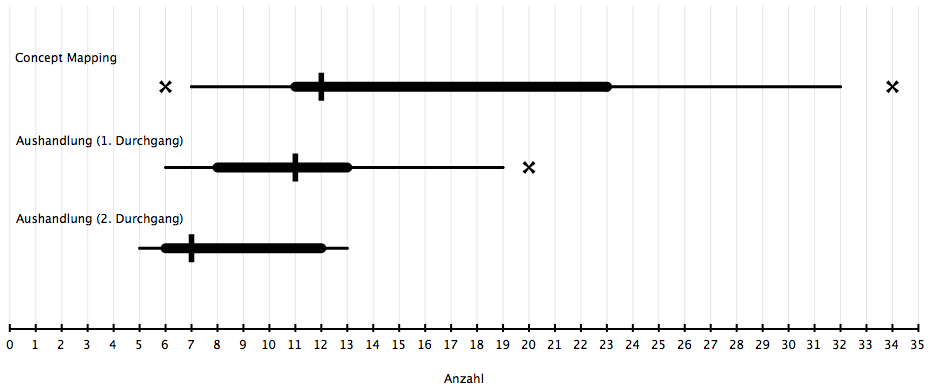 Concept Mapping
Aushandlung (1. Durchgang)
Aushandlung (2. Durchgang)
0 1 2 3 4 5 6 7 8 9 10 11 12 13 14 15 16 17 18 19 20 21 22 23 24 25 26 27 28 29 30 31 32 33 34 35
Anzahl